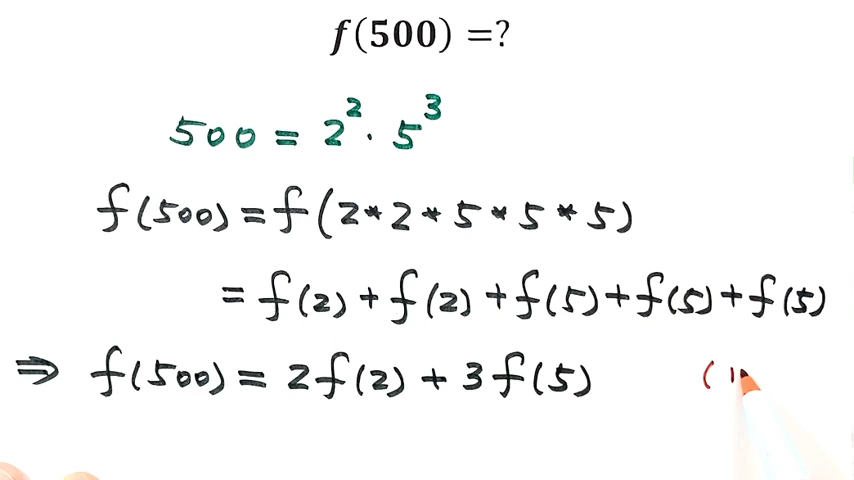 f(500) =?
500 = 2² · 5³
f(500) = f(2*2*5*5*5)
= f(2) + f(2) + f(5) + f(5) + f(5)
⇒ f(500) = 2f(2) + 3f(5) (1